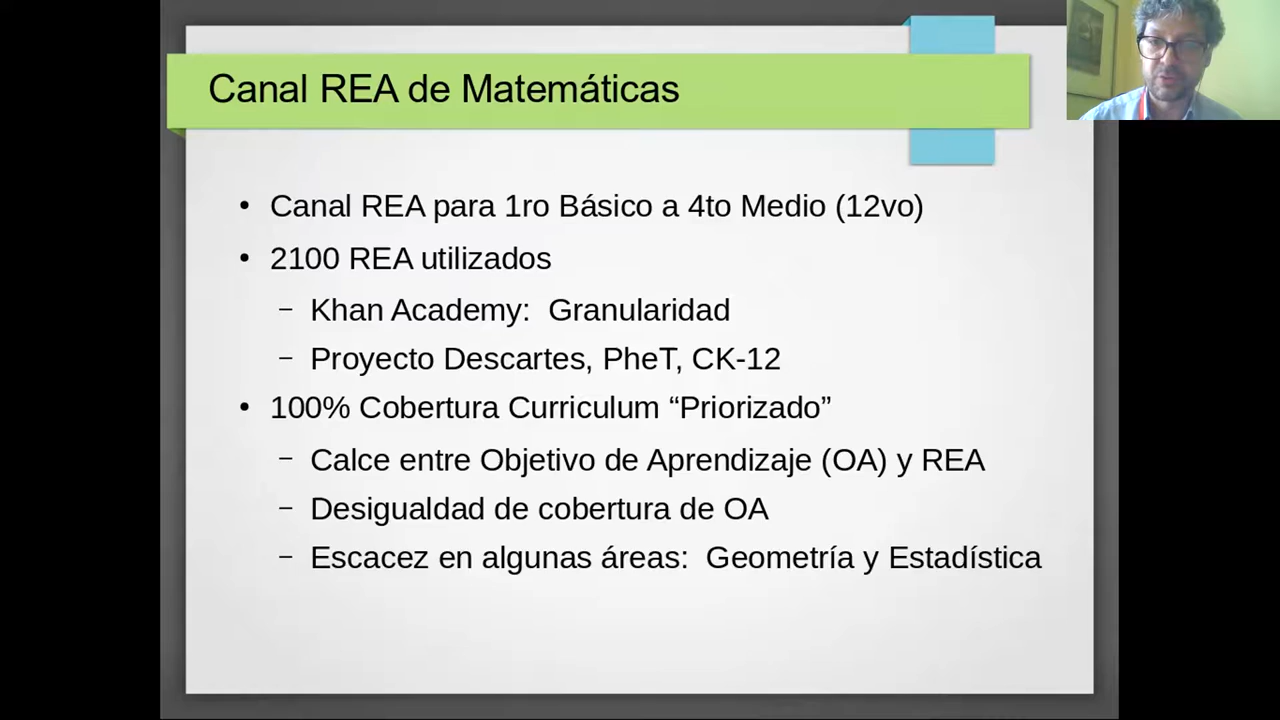 Canal REA de Matemáticas
• Canal REA para 1ro Básico a 4to Medio (12vo)
• 2100 REA utilizados
– Khan Academy:  Granularidad
– Proyecto Descartes, PheT, CK-12
• 100% Cobertura Curriculum “Priorizado”
– Calce entre Objetivo de Aprendizaje (OA) y REA
– Desigualdad de cobertura de OA
– Escacez en algunas áreas:  Geometría y Estadística